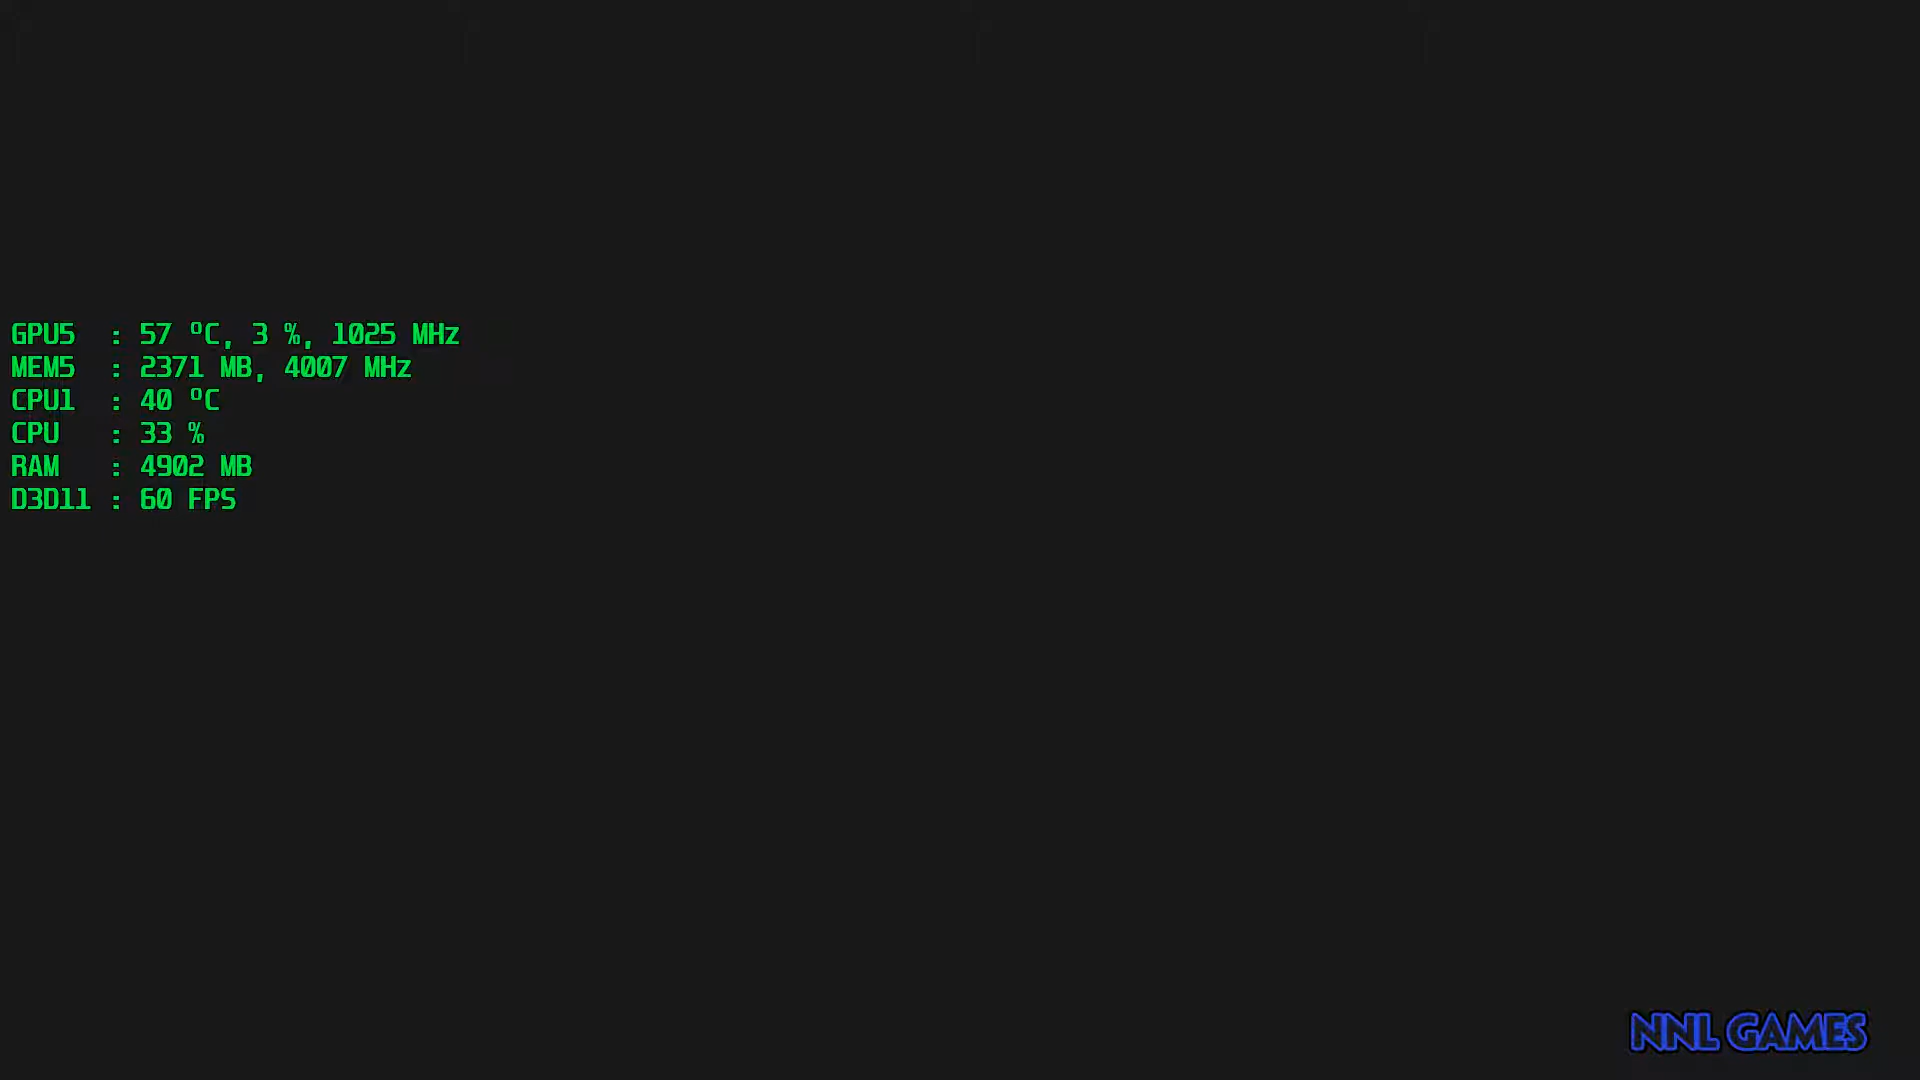 GPU5 : 57 °C, 3 %, 1025 MHz
MEM5 : 2371 MB, 4007 MHz
CPU1 : 40 °C
CPU : 33 %
RAM : 4902 MB
D3D11 : 60 FPS
NNL GAMES